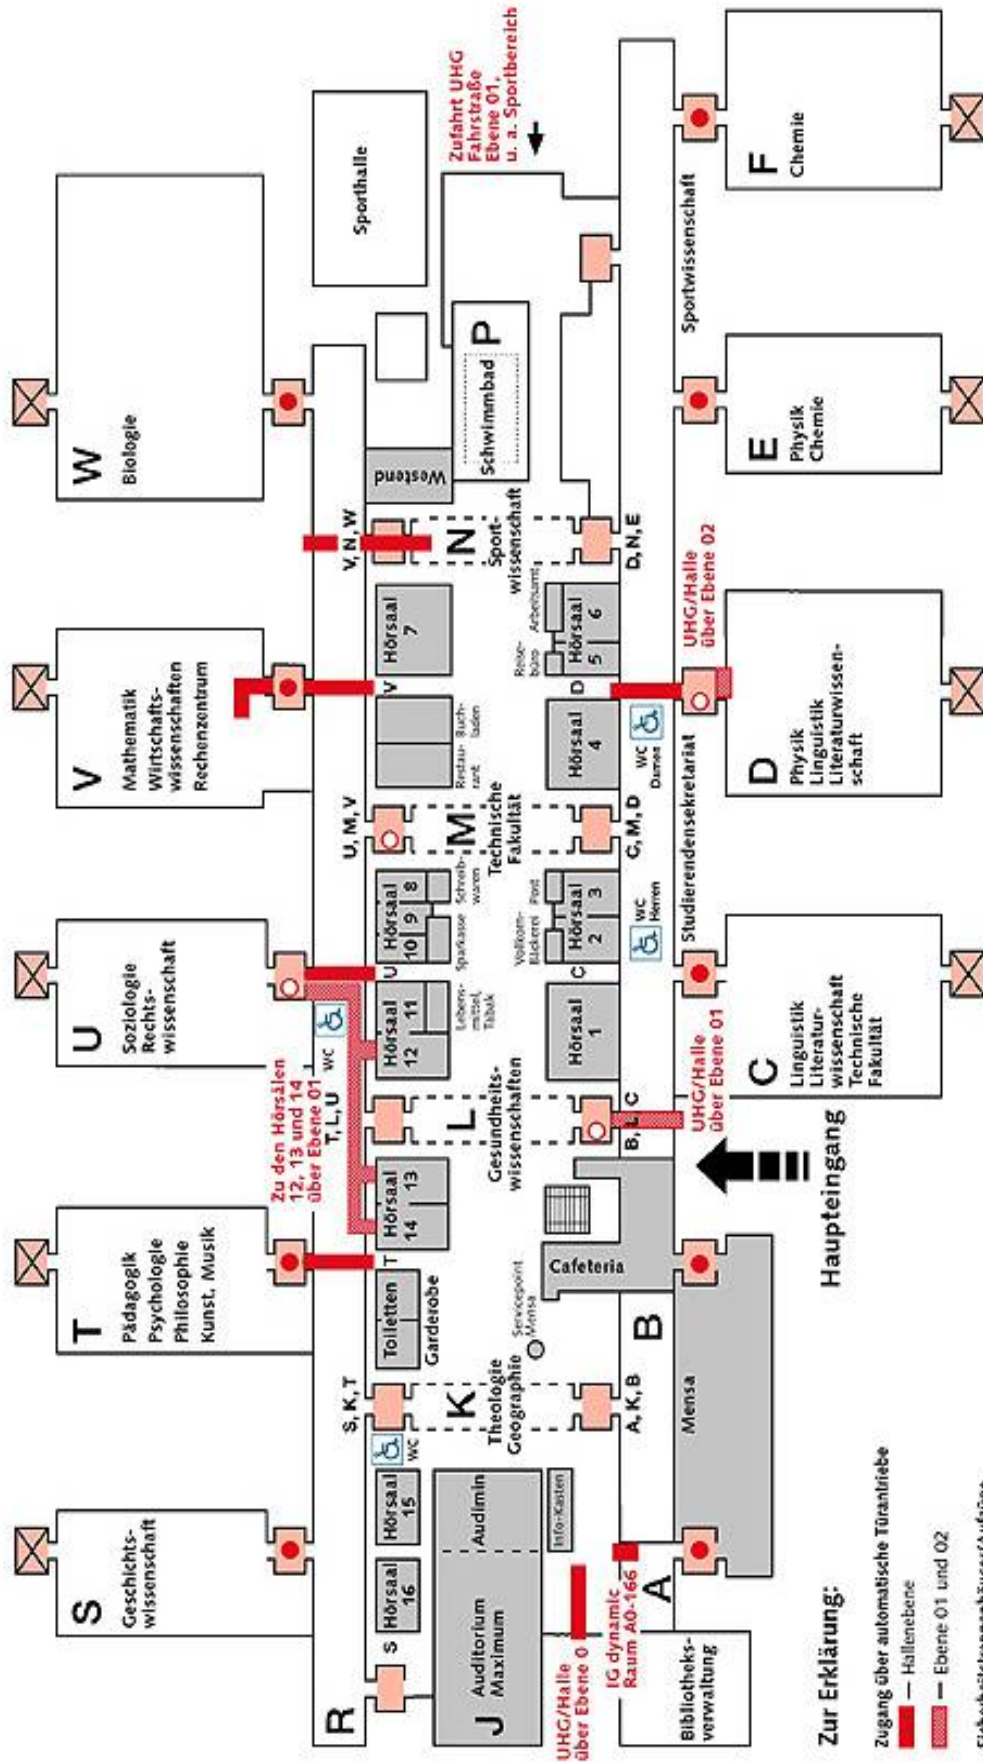 S
Geschichts-
wissenschaft
T
Pädagogik
Psychologie
Philosophie
Kunst, Musik
U
Soziologie
Rechts-
wissenschaft
V
Mathematik
Wirtschafts-
wissenschaften
Rechenzentrum
W
Biologie
Zu den Hörsälen
12, 13 und 14
über Ebene 01
WC
R
S
S, K, T
T
T, L, U
U
U, M, V
V
V, N, W
Hörsaal
16
Hörsaal
15
WC
Toiletten
Garderobe
Hörsaal
14 13
Hörsaal
12 11
Lebens-
mittel,
Tabak
Hörsaal
10 9 8
Sparkasse
Schreib-
waren
Restau-
rant
Buch-
laden
Hörsaal
7
Westend
Sporthalle
Zufahrt UHG
Fahrstraße
Ebene 01,
u. a. Sportbereich
J
Auditorium
Maximum
Audimin
Info-Kasten
K
Theologie
Geographie
Servicepoint
Mensa
L
Gesundheits-
wissenschaften
M
Technische
Fakultät
N
Sport-
wissenschaft
P
Schwimmbad
Cafeteria
Hörsaal
1
Vollkorn-
Bäckerei
Post
Hörsaal
2 3
Hörsaal
4
Reise-
büro
Arbeitsamt
Hörsaal
5 6
UHG/Halle
über Ebene 0
IG dynamic
Raum A0-166
A
A, K, B
B
B, L, C
C
C, M, D
D
D, N, E
WC
Herren
WC
Damen
Bibliotheks-
verwaltung
Mensa
UHG/Halle
über Ebene 01
Studierendensekretariat
UHG/Halle
über Ebene 02
Sportwissenschaft
Haupteingang
C
Linguistik
Literatur-
wissenschaft
Technische
Fakultät
D
Physik
Linguistik
Literaturwissen-
schaft
E
Physik
Chemie
F
Chemie
Zur Erklärung:
Zugang über automatische Türantriebe
— Hallenebene
— Ebene 01 und 02